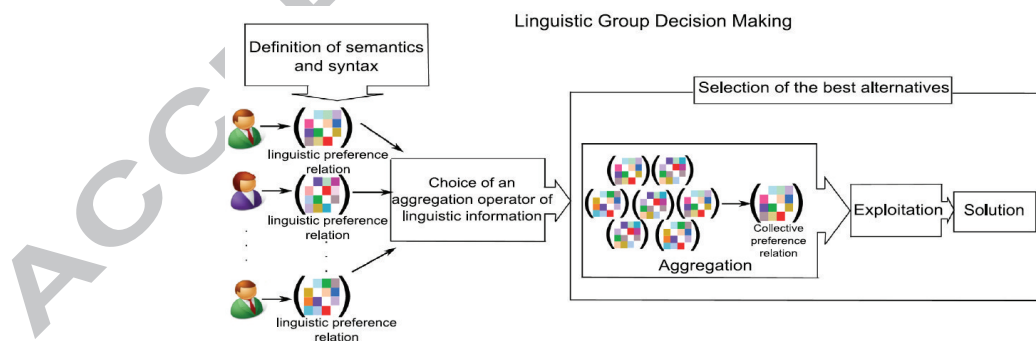 Linguistic Group Decision Making
Definition of semantics
and syntax
Selection of the best alternatives
linguistic preference
relation
linguistic preference
relation
linguistic preference
relation
Choice of an
aggregation operator of
linguistic information
Collective
preference
relation
Aggregation
Exploitation
Solution
ACC